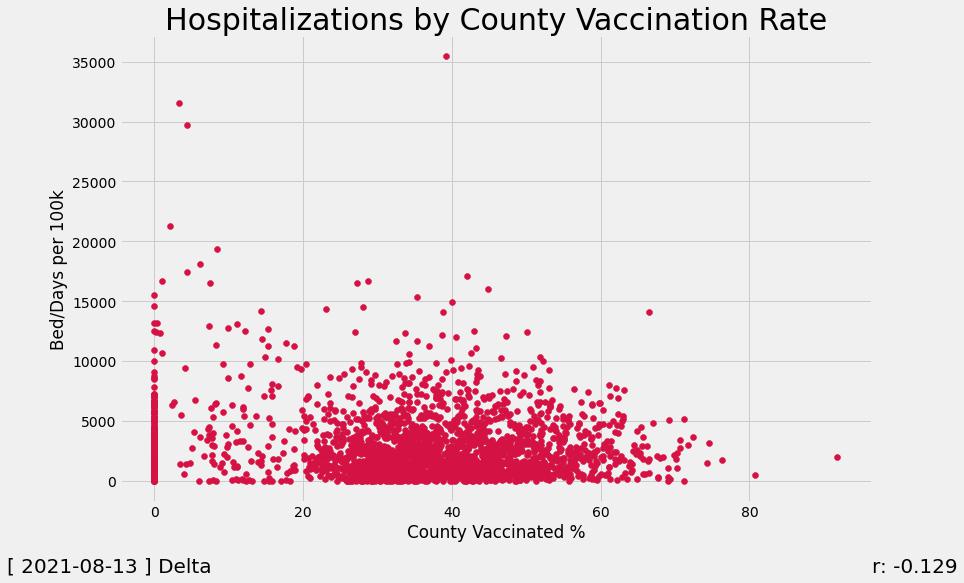 Hospitalizations by County Vaccination Rate
35000
30000
25000
20000
15000
10000
5000
0
Bed/Days per 100k
0 20 40 60 80
County Vaccinated %
[ 2021-08-13 ] Delta
r: -0.129